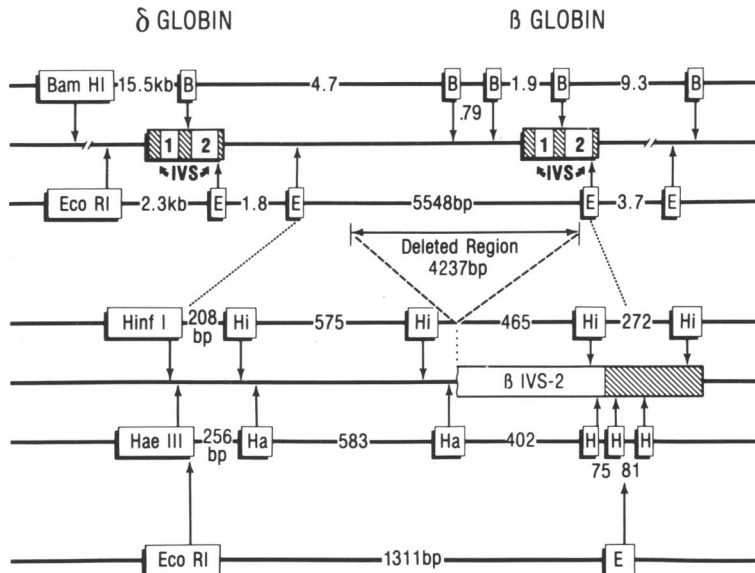 δ GLOBIN ß GLOBIN
Bam HI 15.5kb B 4.7 B B 1.9 B 9.3 B
.79
1 2 1 2
IVS IVS
Eco RI 2.3kb E 1.8 E 5548bp E 3.7 E
Deleted Region
4237bp
Hinf I 208 Hi 575 Hi 465 Hi 272 Hi
bp
ß IVS-2
Hae III 256 Ha 583 Ha 402 H H H
bp
75 81
Eco RI 1311bp E